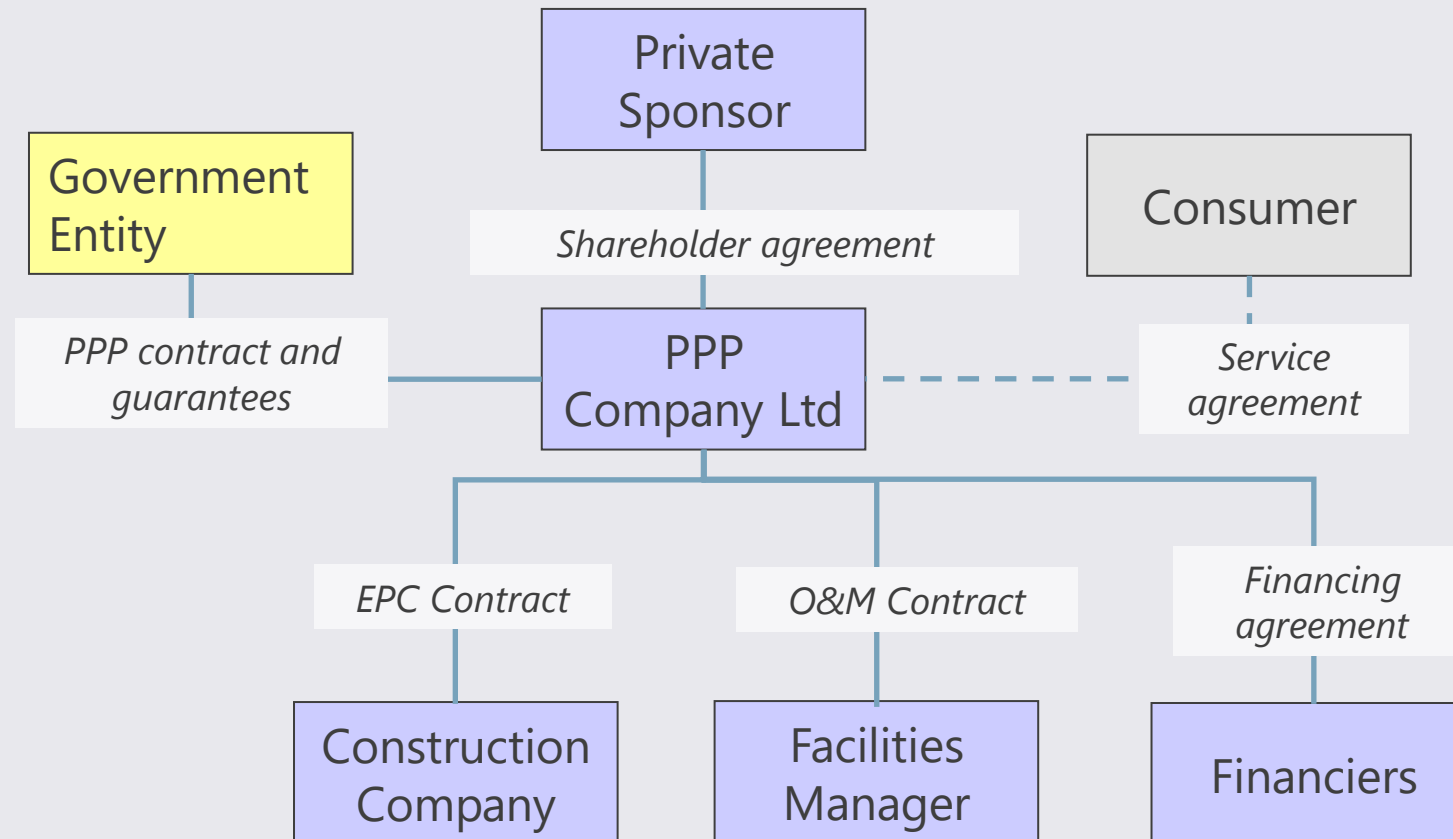 Private
Sponsor
Government
Entity
Consumer
Shareholder agreement
PPP contract and
guarantees
PPP
Company Ltd
Service
agreement
EPC Contract
O&M Contract
Financing
agreement
Construction
Company
Facilities
Manager
Financiers